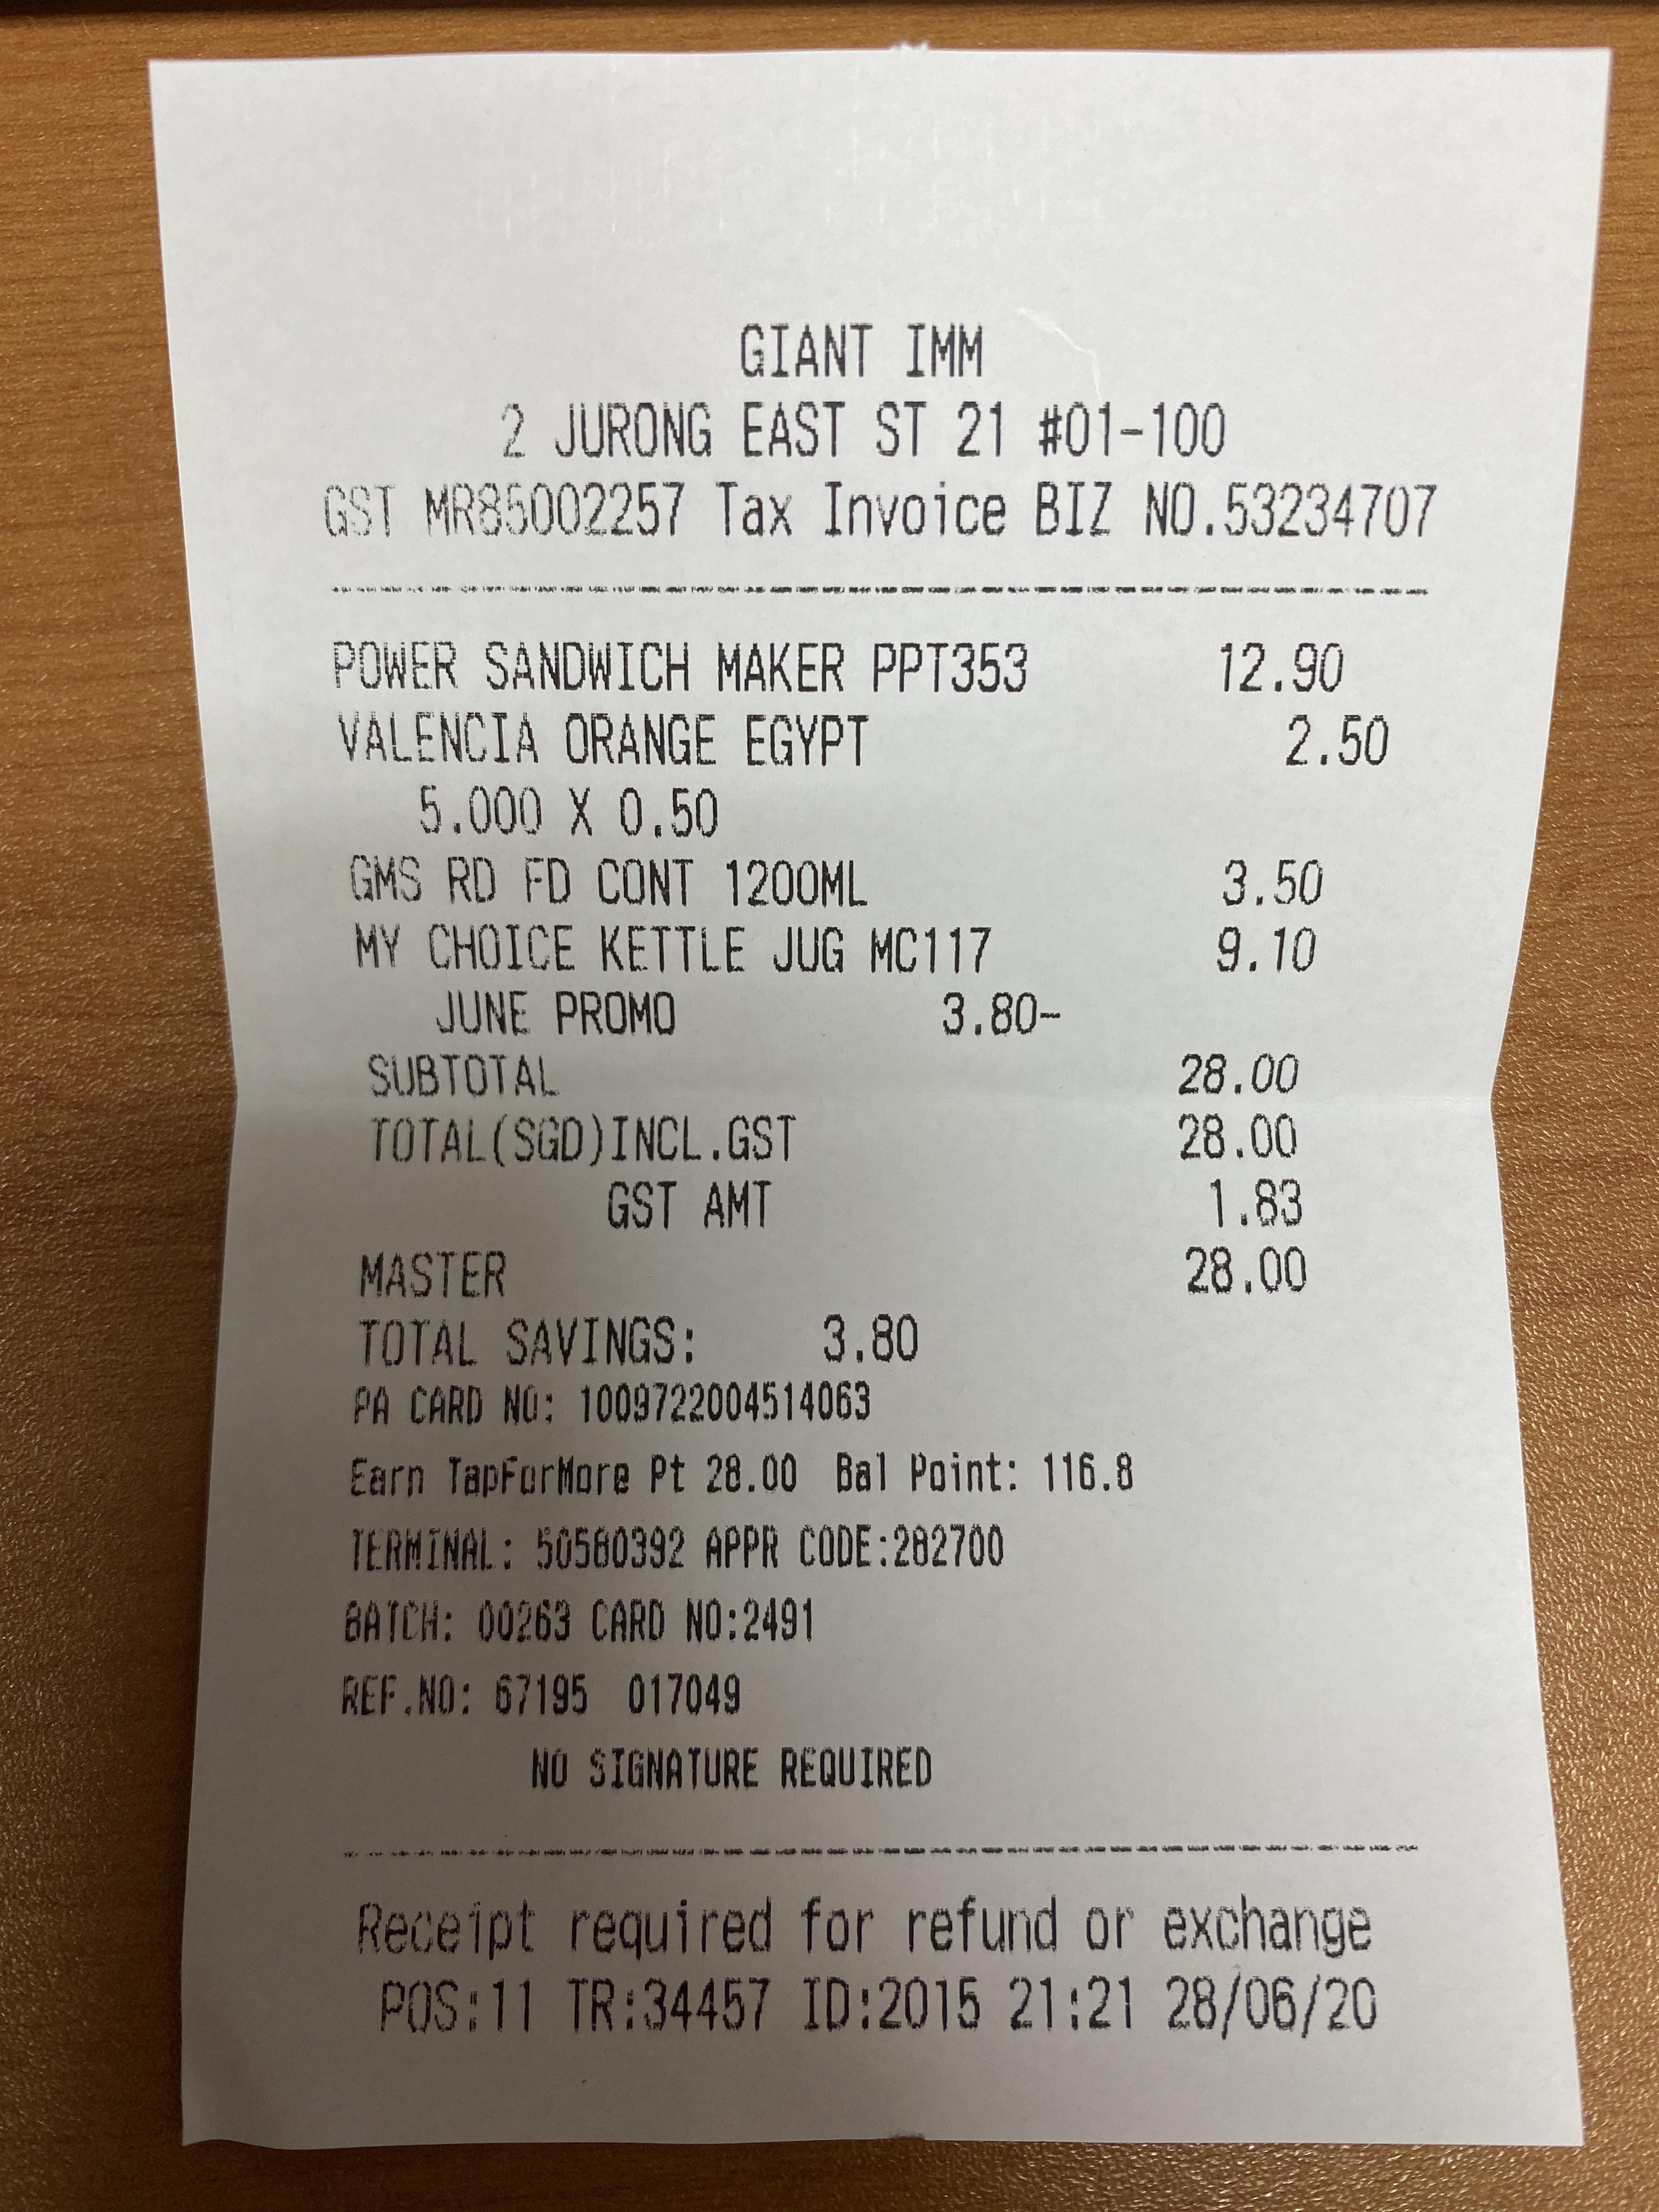 GIANT IMM
2 JURONG EAST ST 21 #01-100
GST MR85002257 Tax Invoice BIZ NO.53234707
POWER SANDWICH MAKER PPT353 12.90
VALENCIA ORANGE EGYPT 2.50
5.000 X 0.50
GMS RD FD CONT 1200ML 3.50
MY CHOICE KETTLE JUG MC117 9.10
JUNE PROMO 3.80-
SUBTOTAL 28.00
TOTAL(SGD)INCL.GST 28.00
GST AMT 1.83
MASTER 28.00
TOTAL SAVINGS: 3.80
PA CARD NO: 1009722004514063
Earn TapForMore Pt 28.00 Bal Point: 116.8
TERMINAL: 50580392 APPR CODE:282700
BATCH: 00263 CARD NO:2491
REF.NO: 67195 017049
NO SIGNATURE REQUIRED
Receipt required for refund or exchange
POS:11 TR:34457 ID:2015 21:21 28/06/20